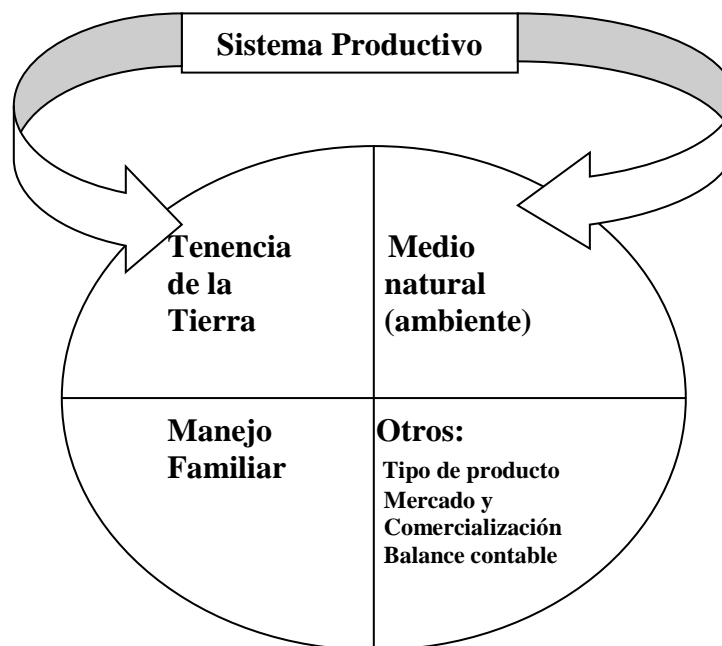 Sistema Productivo
Tenencia
de la
Tierra
Medio
natural
(ambiente)
Manejo
Familiar
Otros:
Tipo de producto
Mercado y
Comercialización
Balance contable